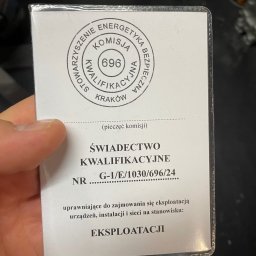 STOWARZYSZENIE ENERGETYKA BEZPIECZNA
KOMISJA
696
KWALIFIKACYJNA
KRAKÓW
(pieczęć komisji)
ŚWIADECTWO
KWALIFIKACYJNE
NR G-1/E/1030/696/24
uprawniające do zajmowania się eksploatacją
urządzeń, instalacji i sieci na stanowisku:
EKSPLOATACJI